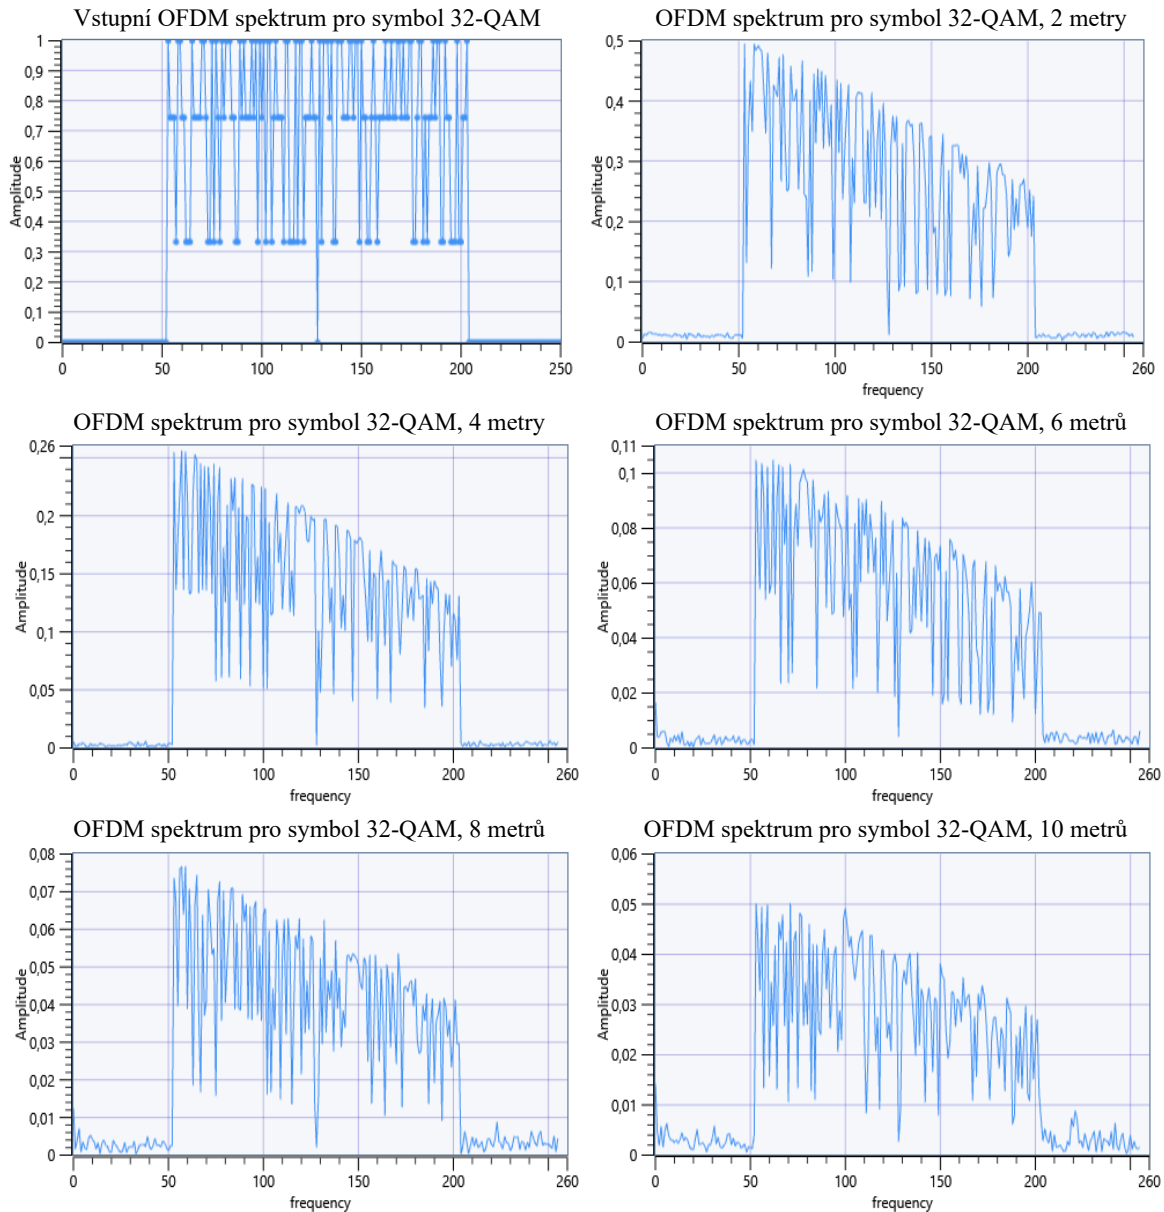 Vstupní OFDM spektrum pro symbol 32-QAM
Amplitude
1
0,9
0,8
0,7
0,6
0,5
0,4
0,3
0,2
0,1
0
0 50 100 150 200 250
OFDM spektrum pro symbol 32-QAM, 2 metry
Amplitude
0,5
0,4
0,3
0,2
0,1
0
0 50 100 150 200 260
frequency
OFDM spektrum pro symbol 32-QAM, 4 metry
Amplitude
0,26
0,2
0,15
0,1
0,05
0
0 50 100 150 200 260
frequency
OFDM spektrum pro symbol 32-QAM, 6 metrů
Amplitude
0,11
0,1
0,08
0,06
0,04
0,02
0
0 50 100 150 200 260
frequency
OFDM spektrum pro symbol 32-QAM, 8 metrů
Amplitude
0,08
0,07
0,06
0,05
0,04
0,03
0,02
0,01
0
0 50 100 150 200 260
frequency
OFDM spektrum pro symbol 32-QAM, 10 metrů
Amplitude
0,06
0,05
0,04
0,03
0,02
0,01
0
0 50 100 150 200 260
frequency